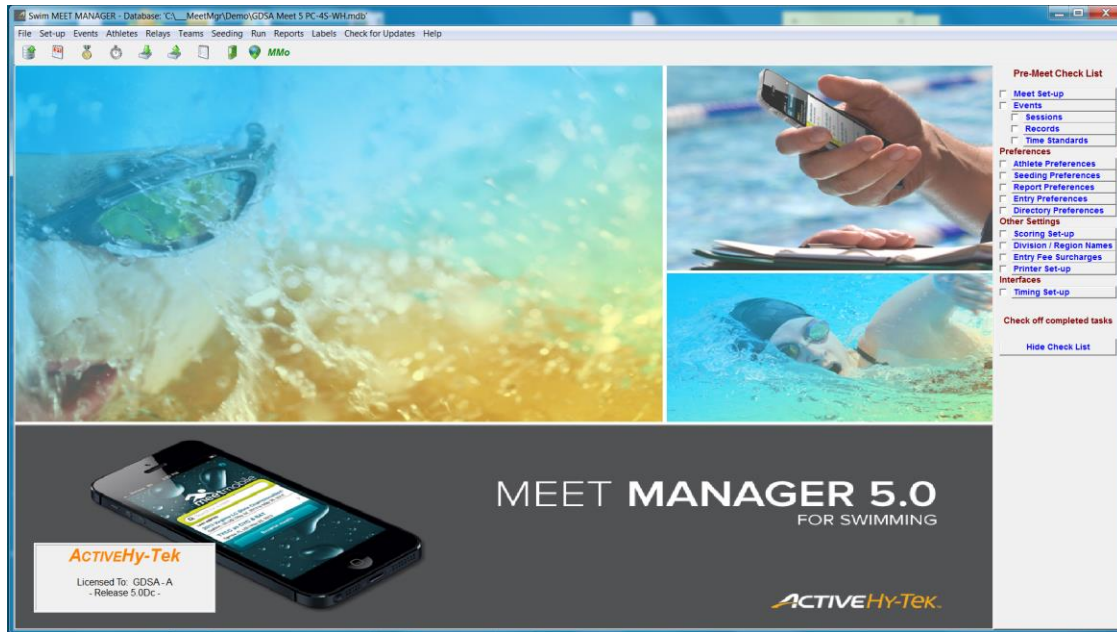 Swim MEET MANAGER - Database: 'C:\__MeetMgr\Demo\GDSA Meet 5 PC-4S-WH.mdb'
File Set-up Events Athletes Relays Teams Seeding Run Reports Labels Check for Updates Help
MMo
Pre-Meet Check List
Meet Set-up
Events
Sessions
Records
Time Standards
Preferences
Athlete Preferences
Seeding Preferences
Report Preferences
Entry Preferences
Directory Preferences
Other Settings
Scoring Set-up
Division / Region Names
Entry Fee Surcharges
Printer Set-up
Interfaces
Timing Set-up
Check off completed tasks
Hide Check List
meetmobile
MEET MANAGER 5.0
FOR SWIMMING
ACTIVEHy-Tek
Licensed To: GDSA - A
- Release 5.0Dc -
ACTIVEHY-TEK